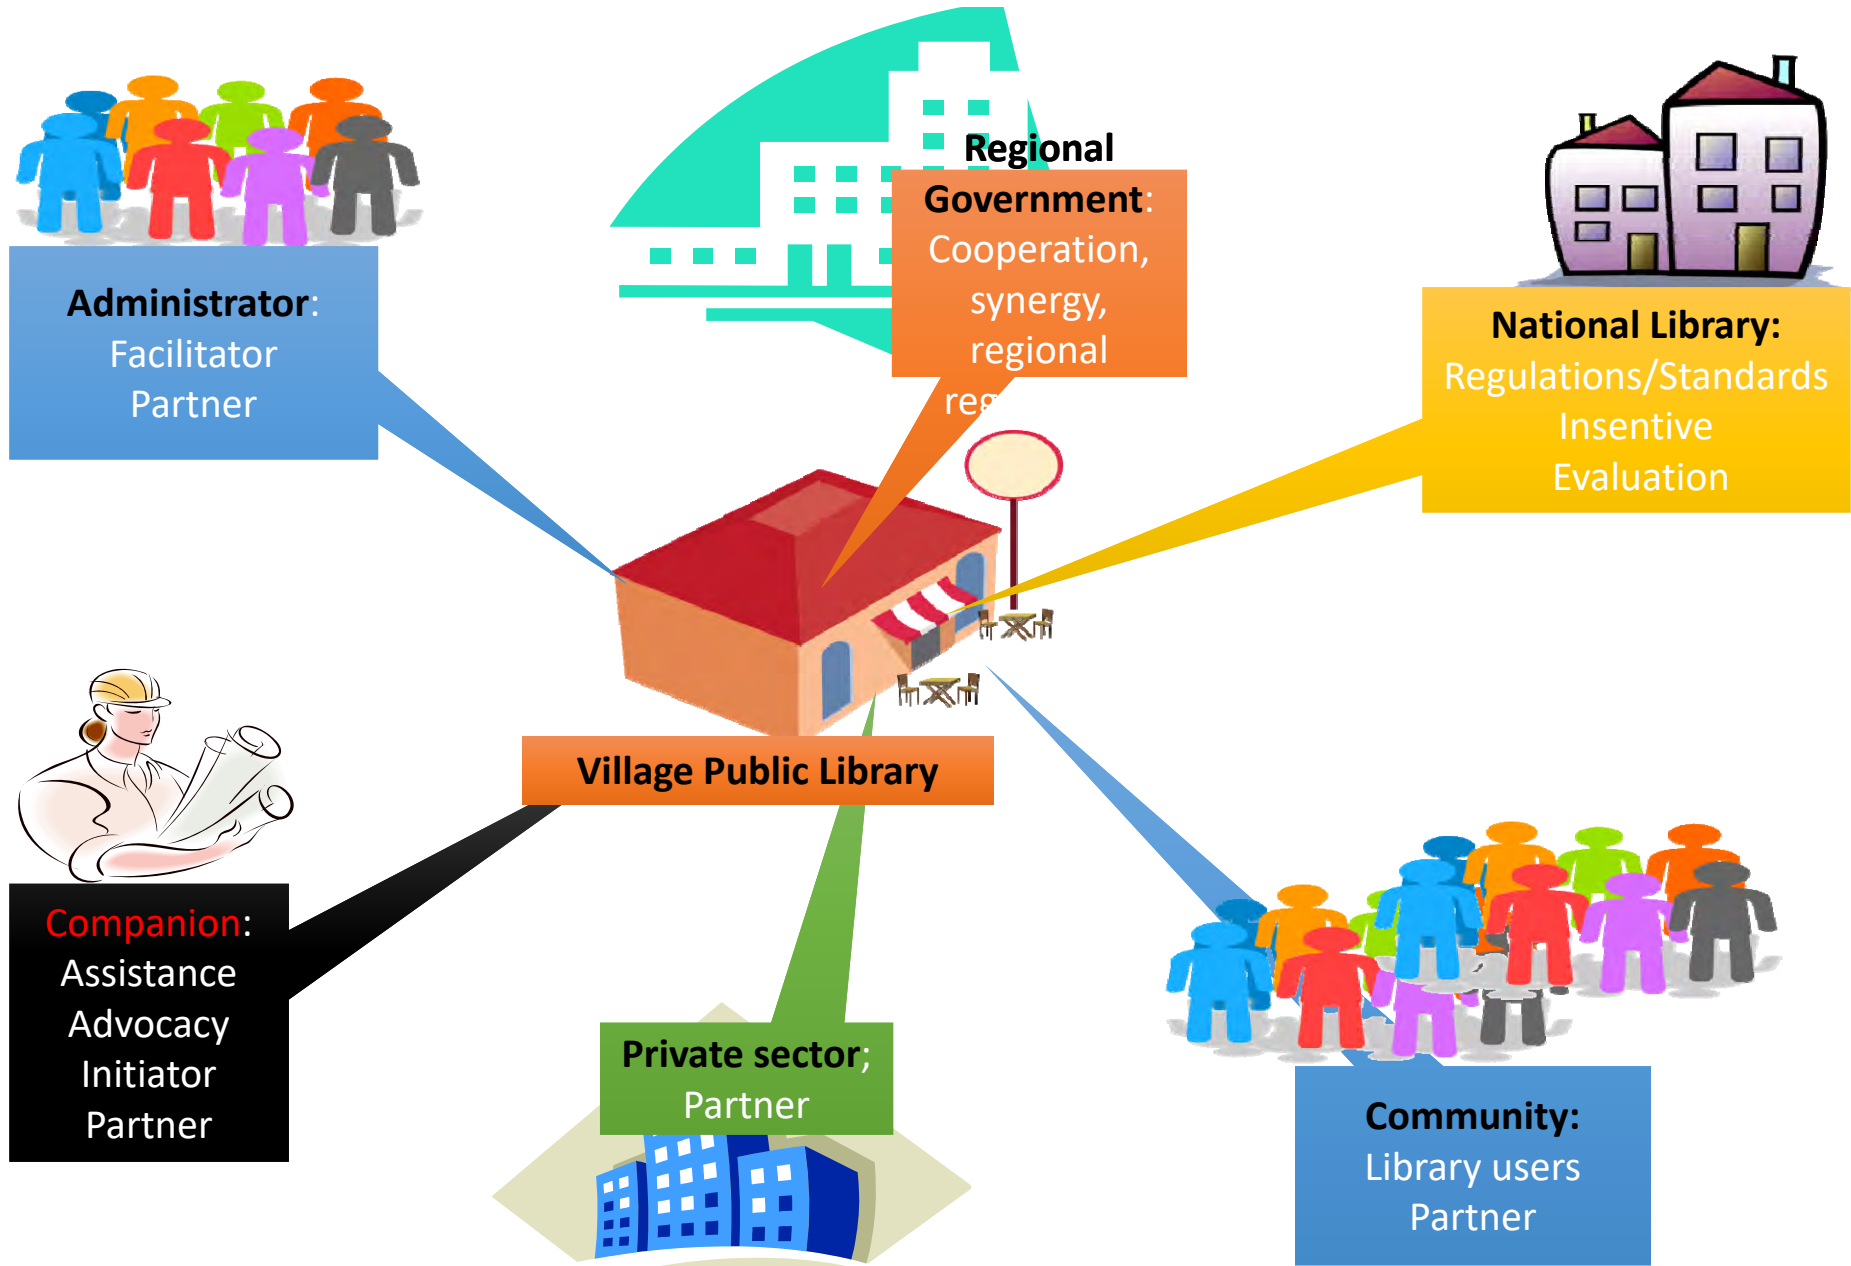 Administrator:
Facilitator
Partner
Regional
Government:
Cooperation,
synergy,
regional
National Library:
Regulations/Standards
Insentive
Evaluation
Village Public Library
Companion:
Assistance
Advocacy
Initiator
Partner
Private sector;
Partner
Community:
Library users
Partner